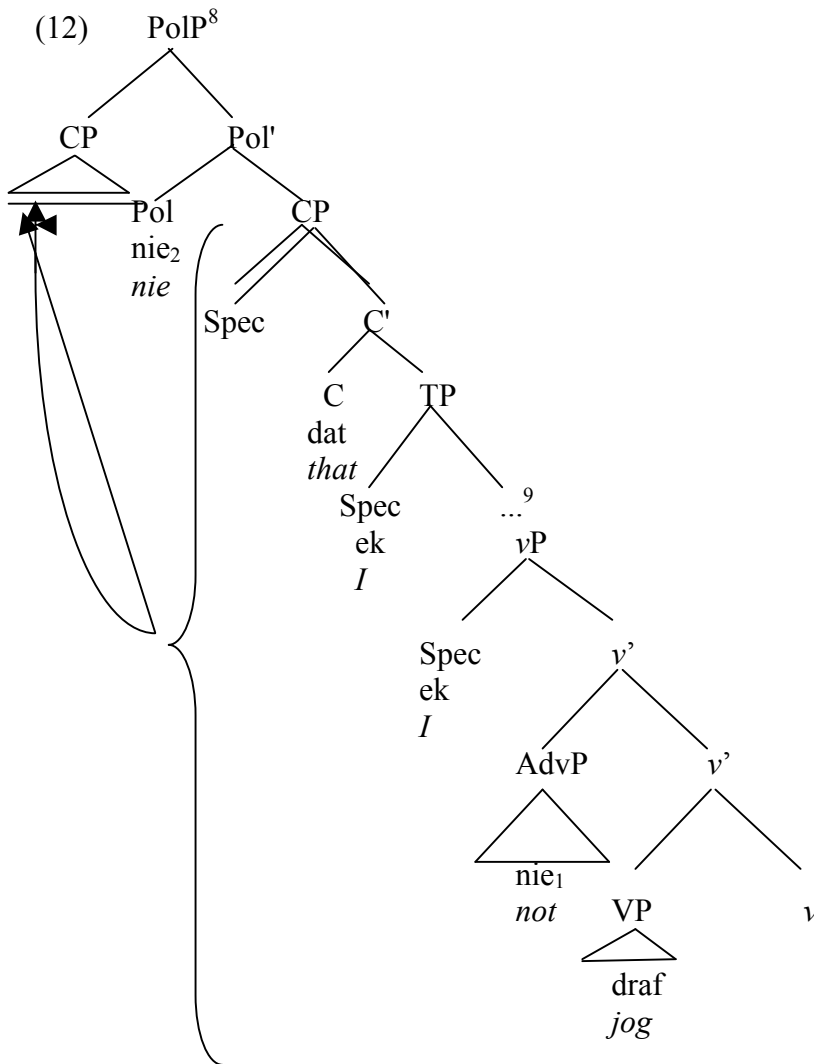 (12) PolP8
CP Pol'
Pol CP
nie2
nie
Spec C'
C TP
dat
that
Spec ...9
ek vP
I
Spec v’
ek
I
AdvP v’
nie1
not VP v
draf
jog